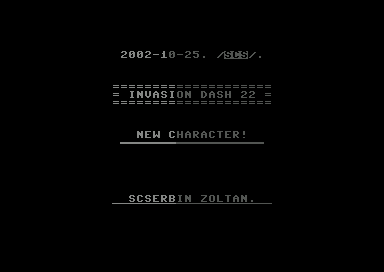 2002-10-25. /SCS/.
====================
= INVASION DASH 22 =
====================
NEW CHARACTER!
SCSERBIN ZOLTAN.